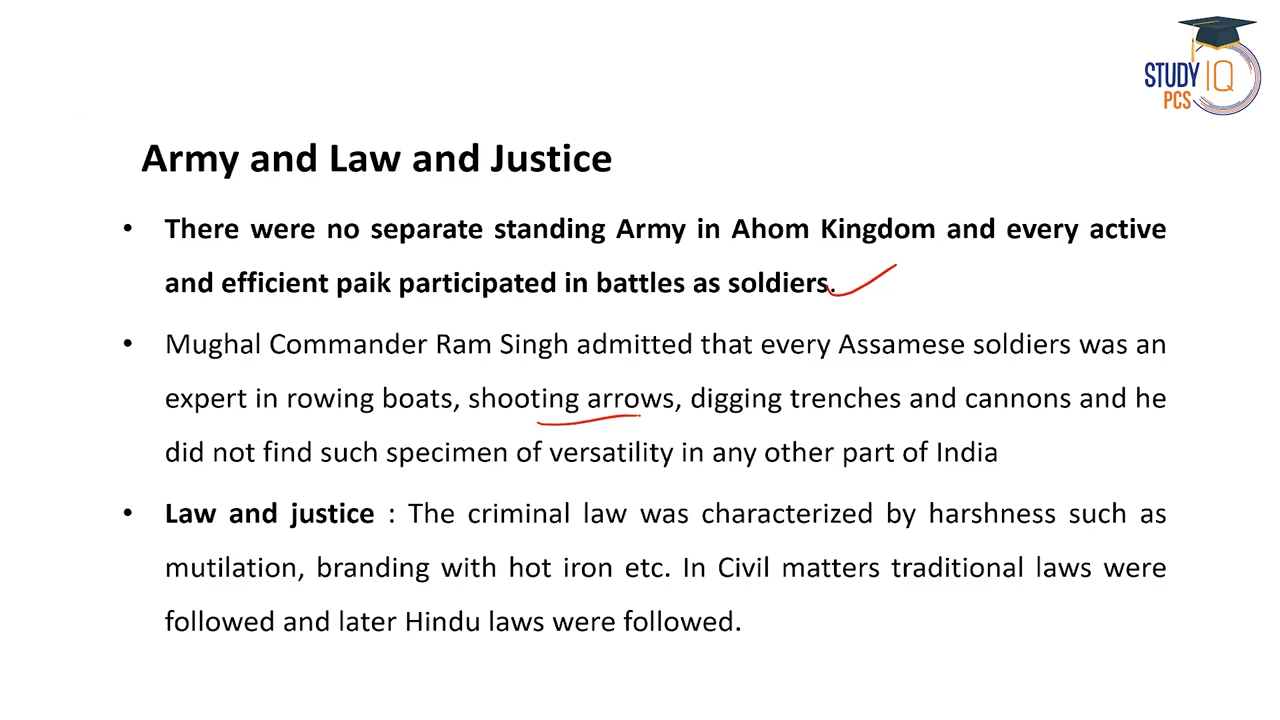 STUDY IQ
PCS
Army and Law and Justice
• There were no separate standing Army in Ahom Kingdom and every active
and efficient paik participated in battles as soldiers.
• Mughal Commander Ram Singh admitted that every Assamese soldiers was an
expert in rowing boats, shooting arrows, digging trenches and cannons and he
did not find such specimen of versatility in any other part of India
• Law and justice : The criminal law was characterized by harshness such as
mutilation, branding with hot iron etc. In Civil matters traditional laws were
followed and later Hindu laws were followed.